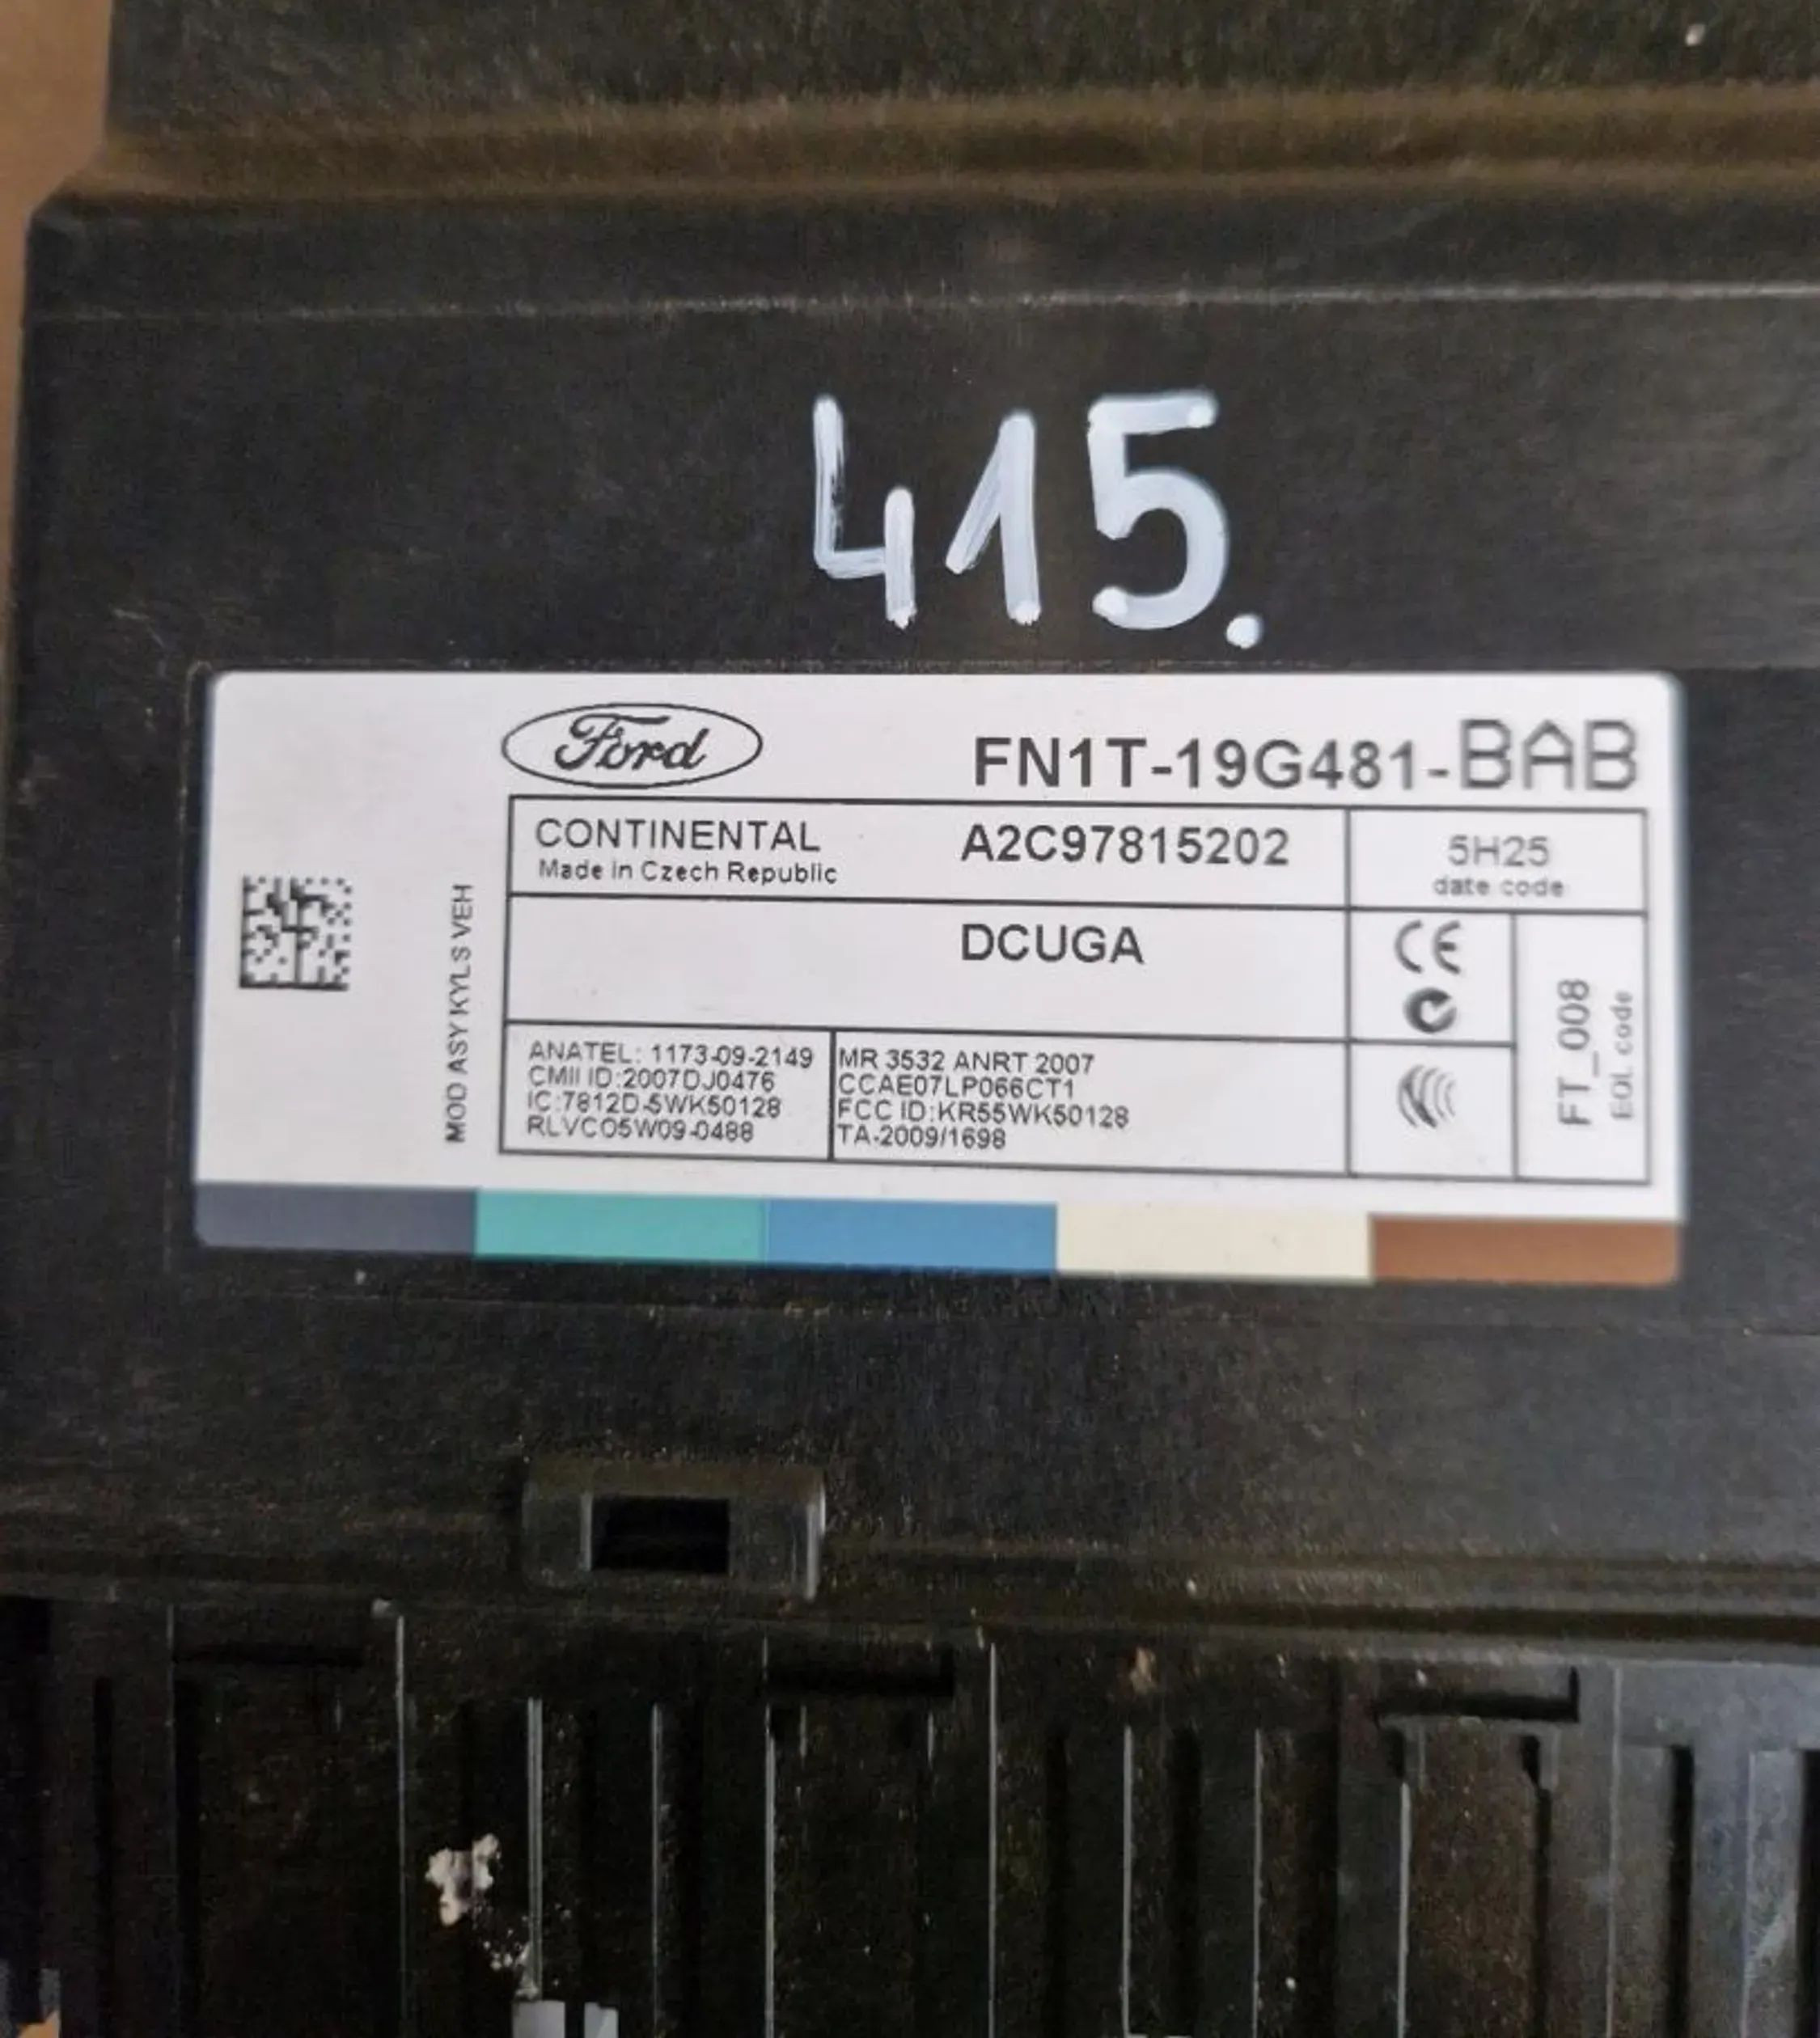 415.
Ford
FN1T-19G481-BAB
CONTINENTAL
Made in Czech Republic
A2C97815202
5H25
date code
MOD ASY KYLS VEH
DCUGA
CE
FT_008
EOL code
ANATEL: 1173-09-2149
CMII ID:2007DJ0476
IC:7812D-5WK50128
RLVCO5W09-0488
MR 3532 ANRT 2007
CCAE07LP066CT1
FCC ID:KR55WK50128
TA-2009/1698